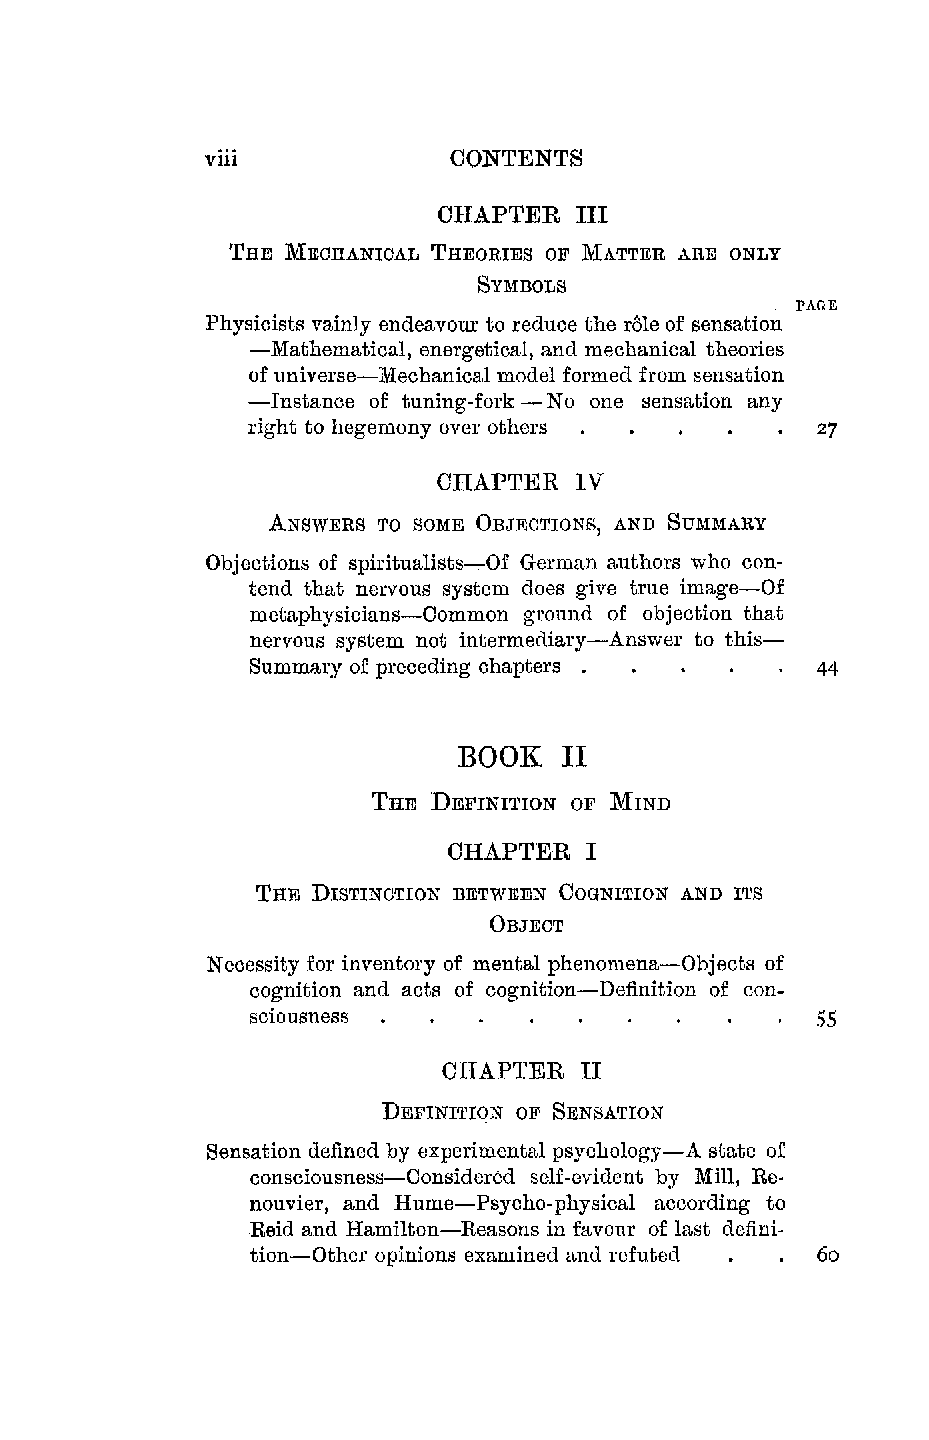 viii CONTENTS
CHAPTER III
THE MECHANICAL THEORIES OF MATTER ARE ONLY
SYMBOLS
PAGE
Physicists vainly endeavour to reduce the rôle of sensation
—Mathematical, energetical, and mechanical theories
of universe—Mechanical model formed from sensation
—Instance of tuning-fork—No one sensation any
right to hegemony over others . . . . . 27
CHAPTER IV
ANSWERS TO SOME OBJECTIONS, AND SUMMARY
Objections of spiritualists—Of German authors who con-
tend that nervous system does give true image—Of
metaphysicians—Common ground of objection that
nervous system not intermediary—Answer to this—
Summary of preceding chapters . . . . . 44
BOOK II
THE DEFINITION OF MIND
CHAPTER I
THE DISTINCTION BETWEEN COGNITION AND ITS
OBJECT
Necessity for inventory of mental phenomena—Objects of
cognition and acts of cognition—Definition of con-
sciousness . . . . . . . . . 55
CHAPTER II
DEFINITION OF SENSATION
Sensation defined by experimental psychology—A state of
consciousness—Considered self-evident by Mill, Re-
nouvier, and Hume—Psycho-physical according to
Reid and Hamilton—Reasons in favour of last defini-
tion—Other opinions examined and refuted . . 60